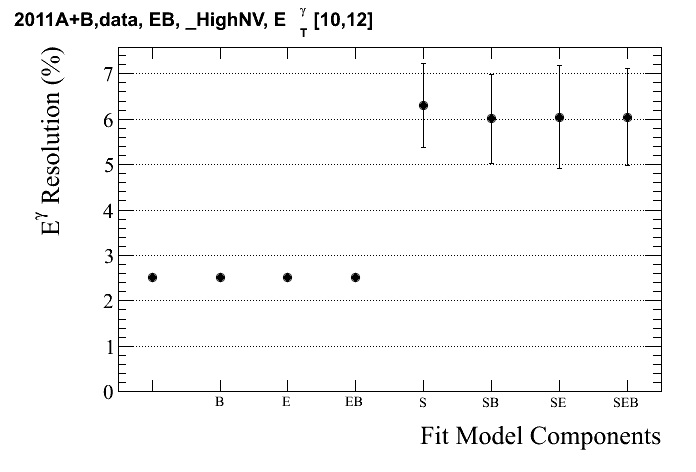 2011A+B,data, EB, _HighNV, E γ T [10,12]
E γ Resolution (%)
7
6
5
4
3
2
1
0
B E EB S SB SE SEB
Fit Model Components